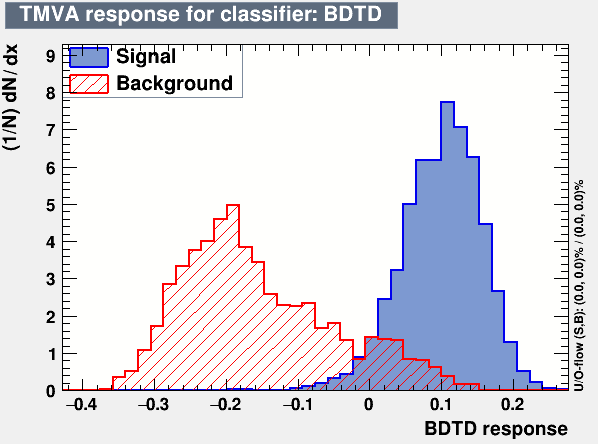 TMVA response for classifier: BDTD
(1/N) dN/dx
Signal
Background
9
8
7
6
5
4
3
2
1
0
−0.4 −0.3 −0.2 −0.1 0 0.1 0.2
BDTD response
U/O-flow (S,B): (0.0, 0.0)% / (0.0, 0.0)%